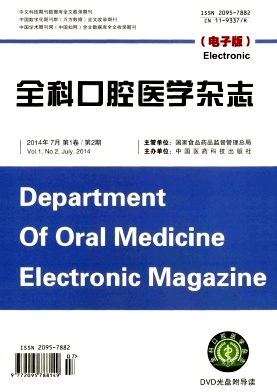 中文科技期刊数据库全文收录期刊
ISSN 2095-7882
中国数字化期刊群(万方数据)全文收录期刊
CN 11-9337/R
中国学术期刊网(中国知网)全文数据库全文收录期刊
(电子版)
Electronic
全科口腔医学杂志
2014年7月 第1卷/第2期
Vol.1, No.2, July. 2014
主管单位:国家食品药品监督管理总局
主办单位:中国医药科技出版社
Department
Of Oral Medicine
Electronic Magazine
ISSN 2095-7882
07
9 772095 788149
DVD光盘附导读